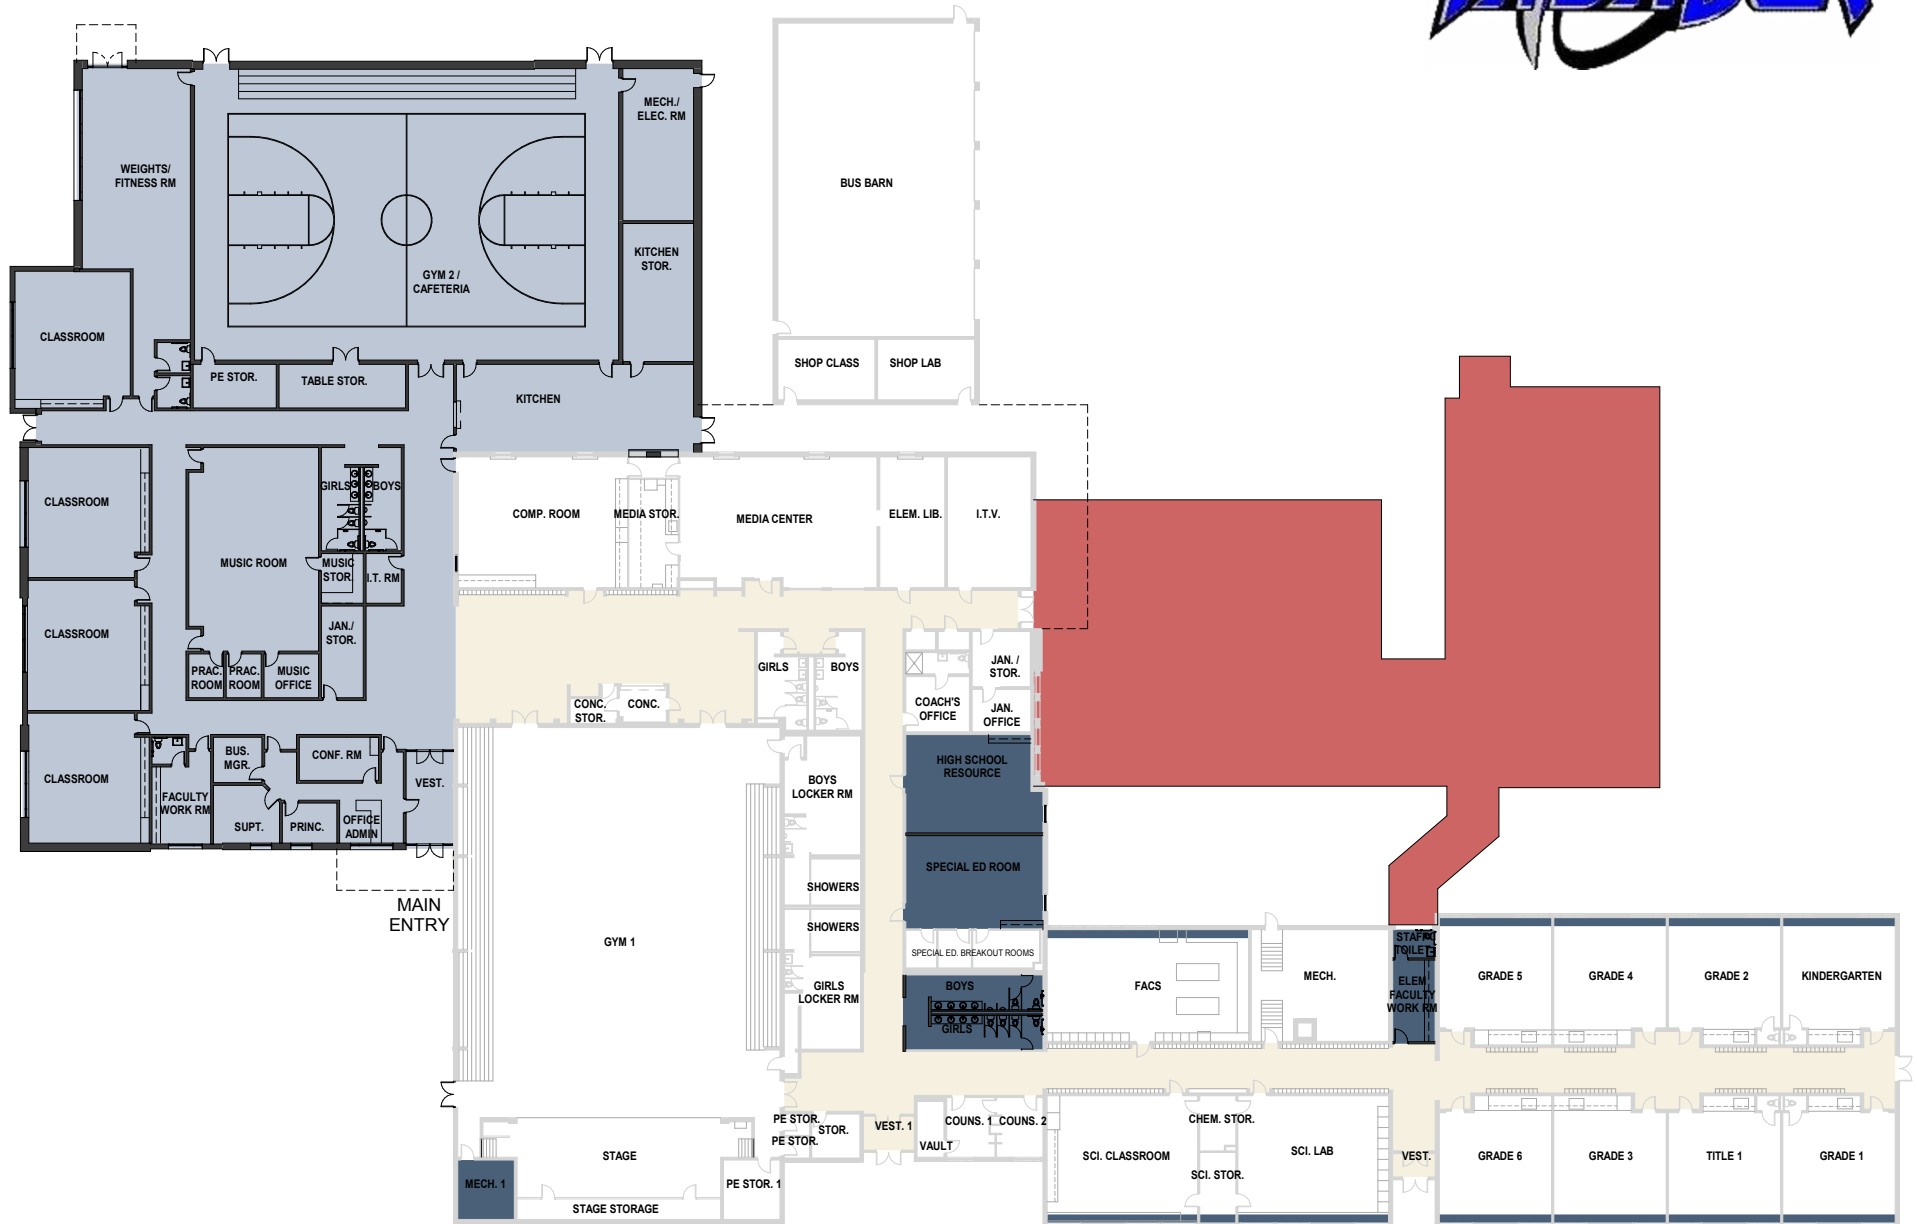 MECH./
ELEC. RM
WEIGHTS/
FITNESS RM
BUS BARN
KITCHEN
STOR.
GYM 2 /
CAFETERIA
CLASSROOM
SHOP CLASS
SHOP LAB
PE STOR.
TABLE STOR.
KITCHEN
CLASSROOM
GIRLS
BOYS
COMP. ROOM
MEDIA STOR.
MEDIA CENTER
ELEM. LIB.
I.T.V.
MUSIC ROOM
MUSIC
STOR.
I.T. RM
CLASSROOM
JAN./
STOR.
PRAC.
ROOM
PRAC.
ROOM
MUSIC
OFFICE
GIRLS
BOYS
JAN. /
STOR.
CONC.
STOR.
CONC.
COACH'S
OFFICE
JAN.
OFFICE
CLASSROOM
BUS.
MGR.
CONF. RM
VEST.
HIGH SCHOOL
RESOURCE
FACULTY
WORK RM
SUPT.
PRINC.
OFFICE
ADMIN
BOYS
LOCKER RM
SPECIAL ED ROOM
SHOWERS
MAIN
ENTRY
SHOWERS
GYM 1
SPECIAL ED. BREAKOUT ROOMS
STAFF
TOILET
GIRLS
LOCKER RM
BOYS
GIRLS
FACS
MECH.
ELEM
FACULTY
WORK RM
GRADE 5
GRADE 4
GRADE 2
KINDERGARTEN
PE STOR.
PE STOR.
STOR.
VEST. 1
VAULT
COUNS. 1
COUNS. 2
CHEM. STOR.
STAGE
SCI. CLASSROOM
SCI. STOR.
SCI. LAB
VEST.
GRADE 6
GRADE 3
TITLE 1
GRADE 1
MECH. 1
PE STOR. 1
STAGE STORAGE